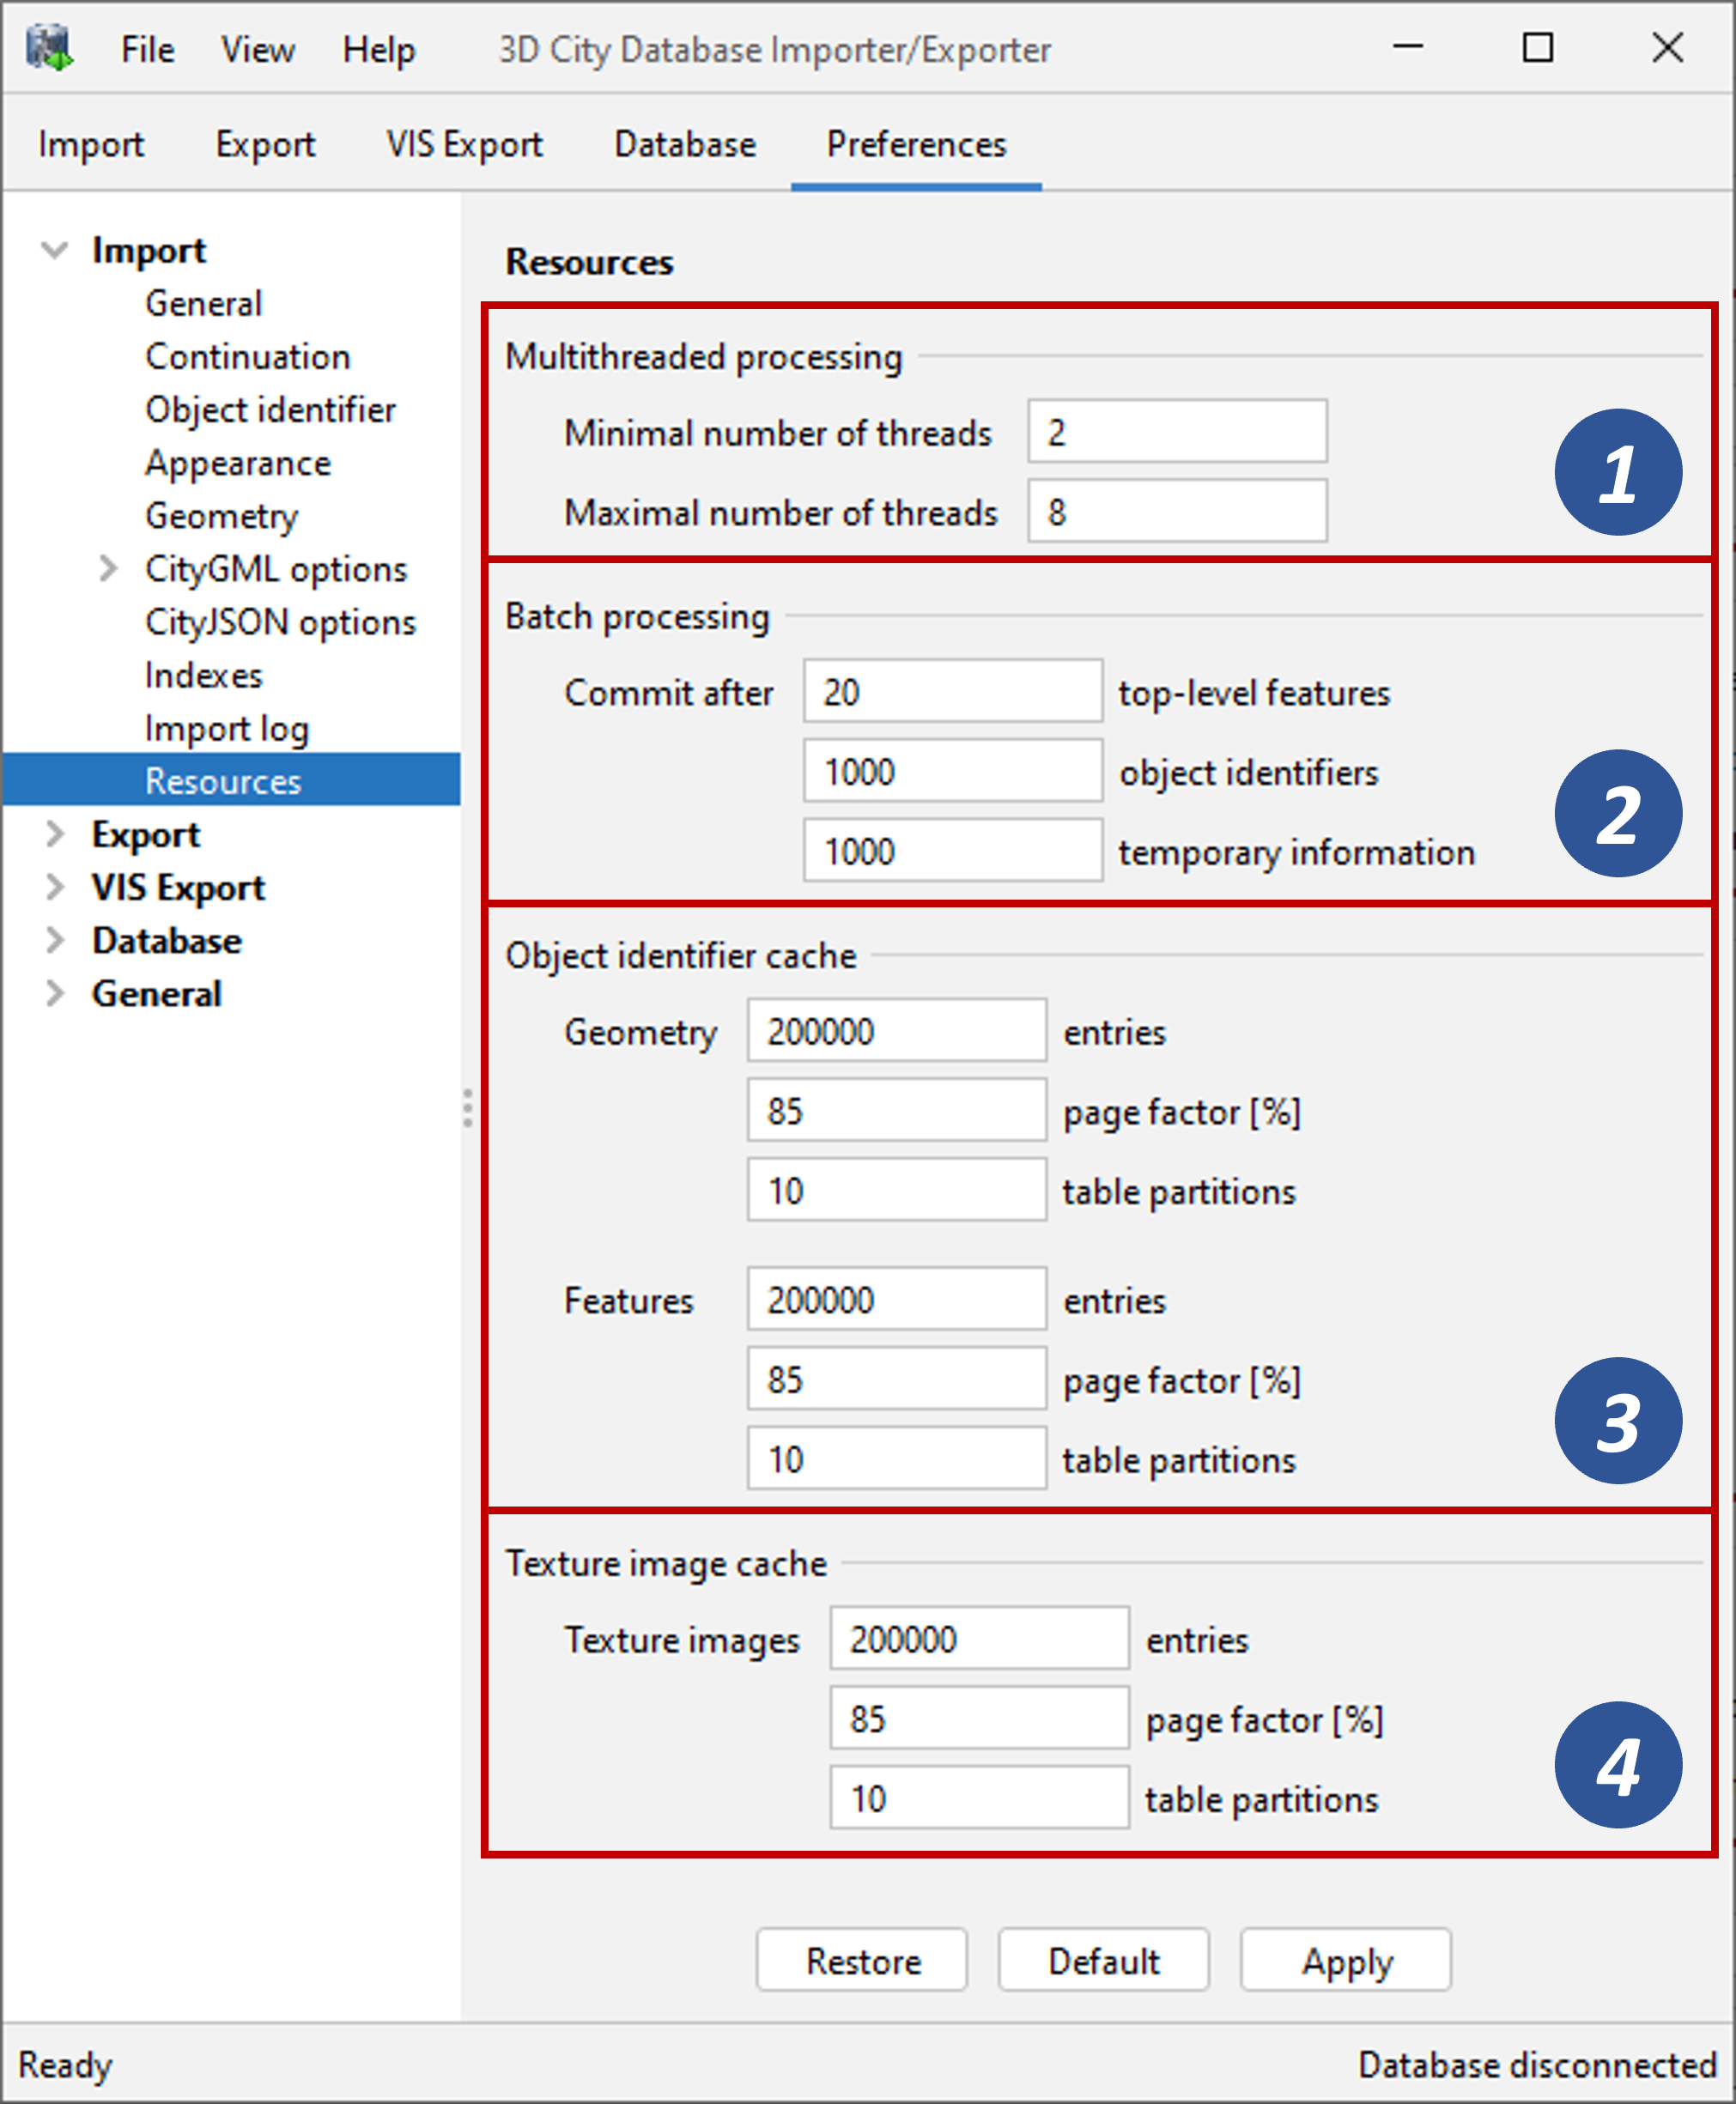 File View Help 3D City Database Importer/Exporter
Import Export VIS Export Database Preferences
Import
General
Continuation
Object identifier
Appearance
Geometry
CityGML options
CityJSON options
Indexes
Import log
Resources
Export
VIS Export
Database
General
Resources
Multithreaded processing
Minimal number of threads 2
Maximal number of threads 8
1
Batch processing
Commit after 20 top-level features
1000 object identifiers
1000 temporary information
2
Object identifier cache
Geometry 200000 entries
85 page factor [%]
10 table partitions
Features 200000 entries
85 page factor [%]
10 table partitions
3
Texture image cache
Texture images 200000 entries
85 page factor [%]
10 table partitions
4
Restore Default Apply
Ready Database disconnected